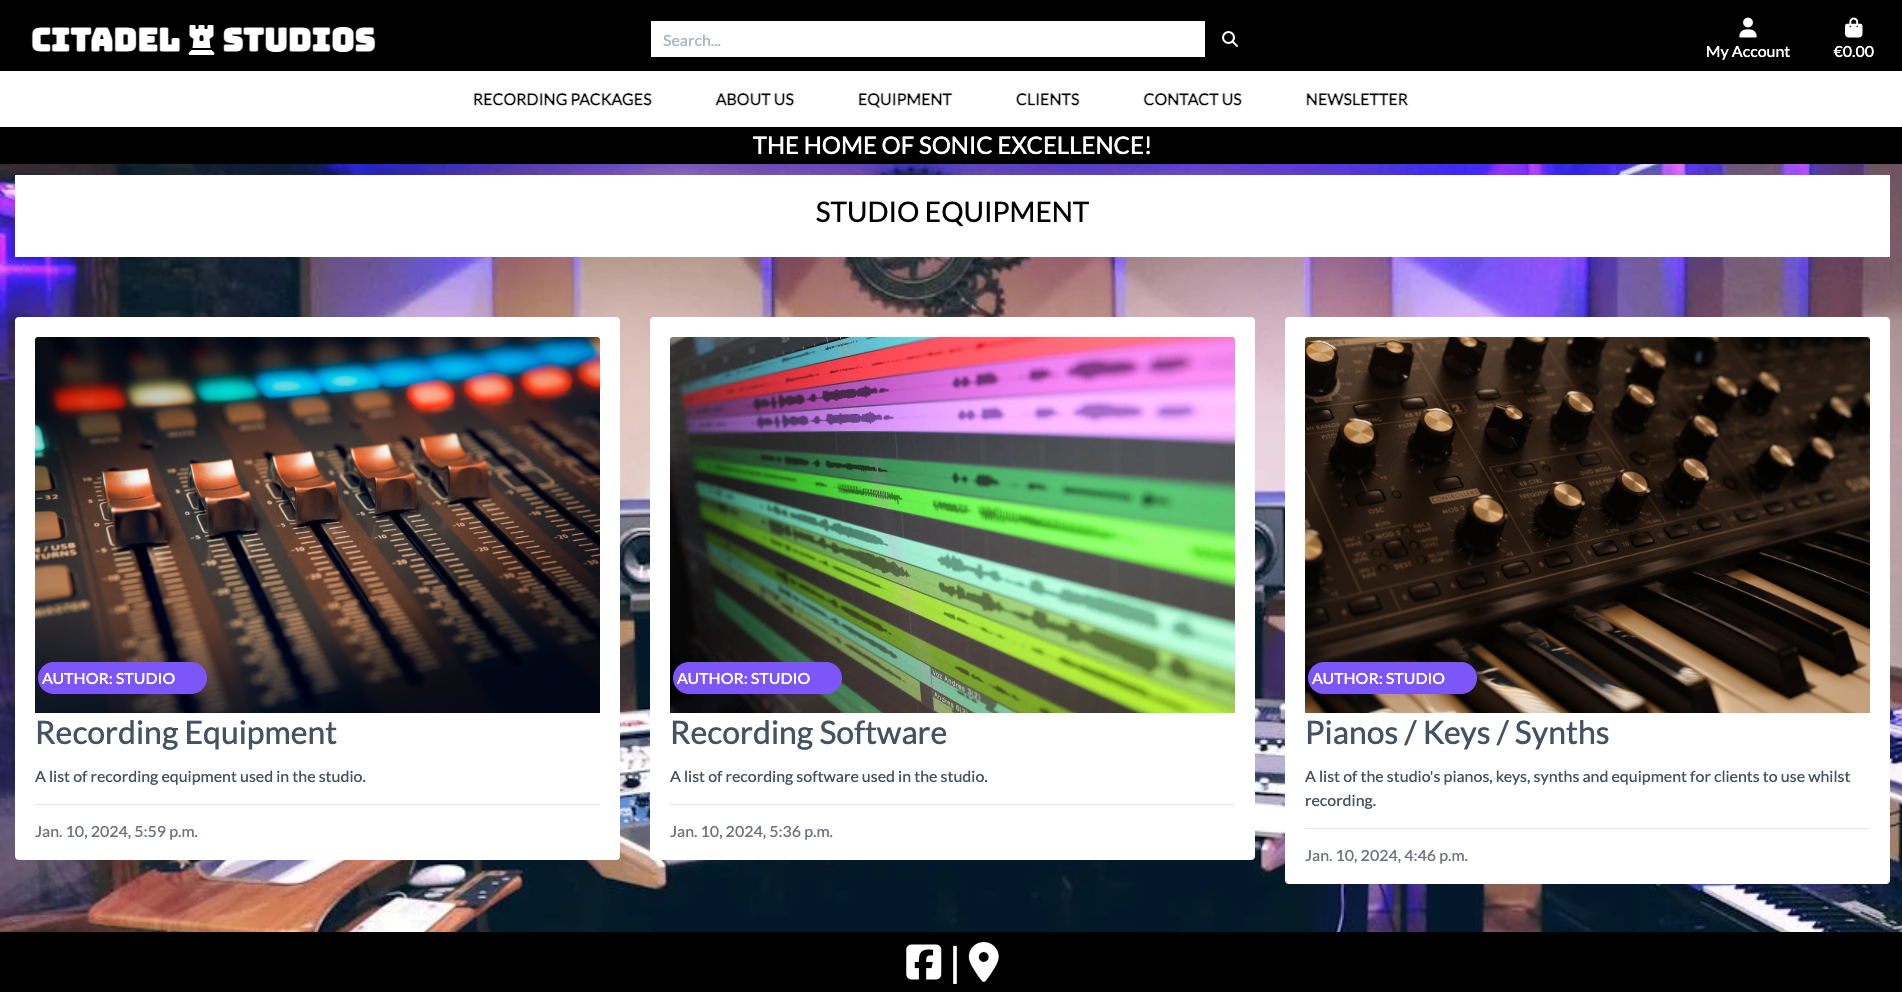 CITADEL STUDIOS
Search...
My Account
€0.00
RECORDING PACKAGES
ABOUT US
EQUIPMENT
CLIENTS
CONTACT US
NEWSLETTER
THE HOME OF SONIC EXCELLENCE!
STUDIO EQUIPMENT
AUTHOR: STUDIO
Recording Equipment
A list of recording equipment used in the studio.
Jan. 10, 2024, 5:59 p.m.
AUTHOR: STUDIO
Recording Software
A list of recording software used in the studio.
Jan. 10, 2024, 5:36 p.m.
AUTHOR: STUDIO
Pianos / Keys / Synths
A list of the studio's pianos, keys, synths and equipment for clients to use whilst
recording.
Jan. 10, 2024, 4:46 p.m.
|